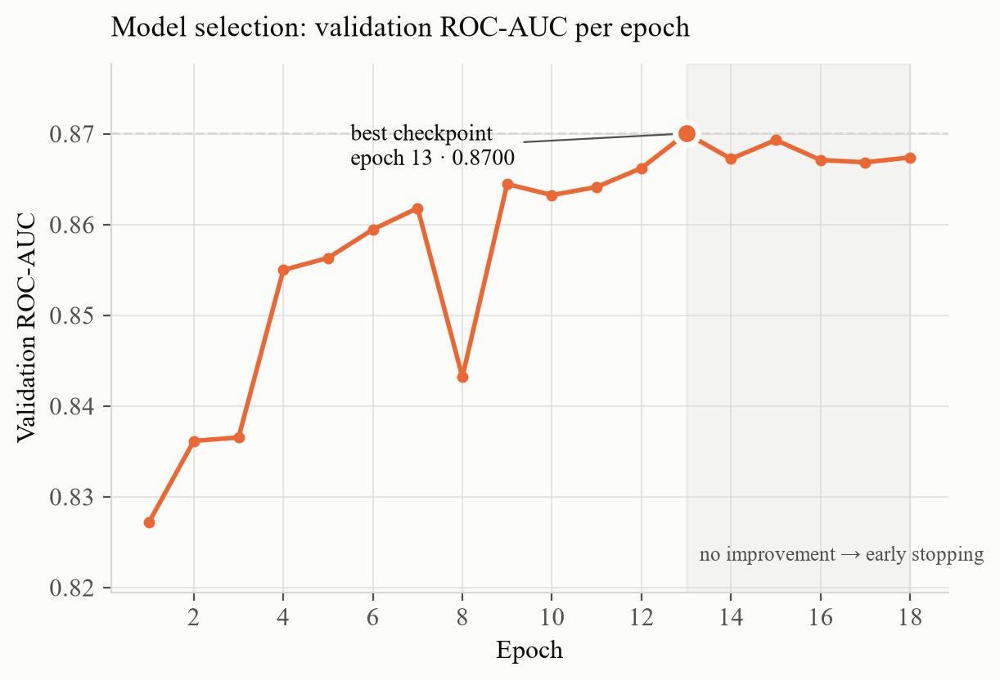 Model selection: validation ROC-AUC per epoch
0.87
0.86
0.85
0.84
0.83
0.82
Validation ROC-AUC
best checkpoint
epoch 13 · 0.8700
no improvement → early stopping
2 4 6 8 10 12 14 16 18
Epoch